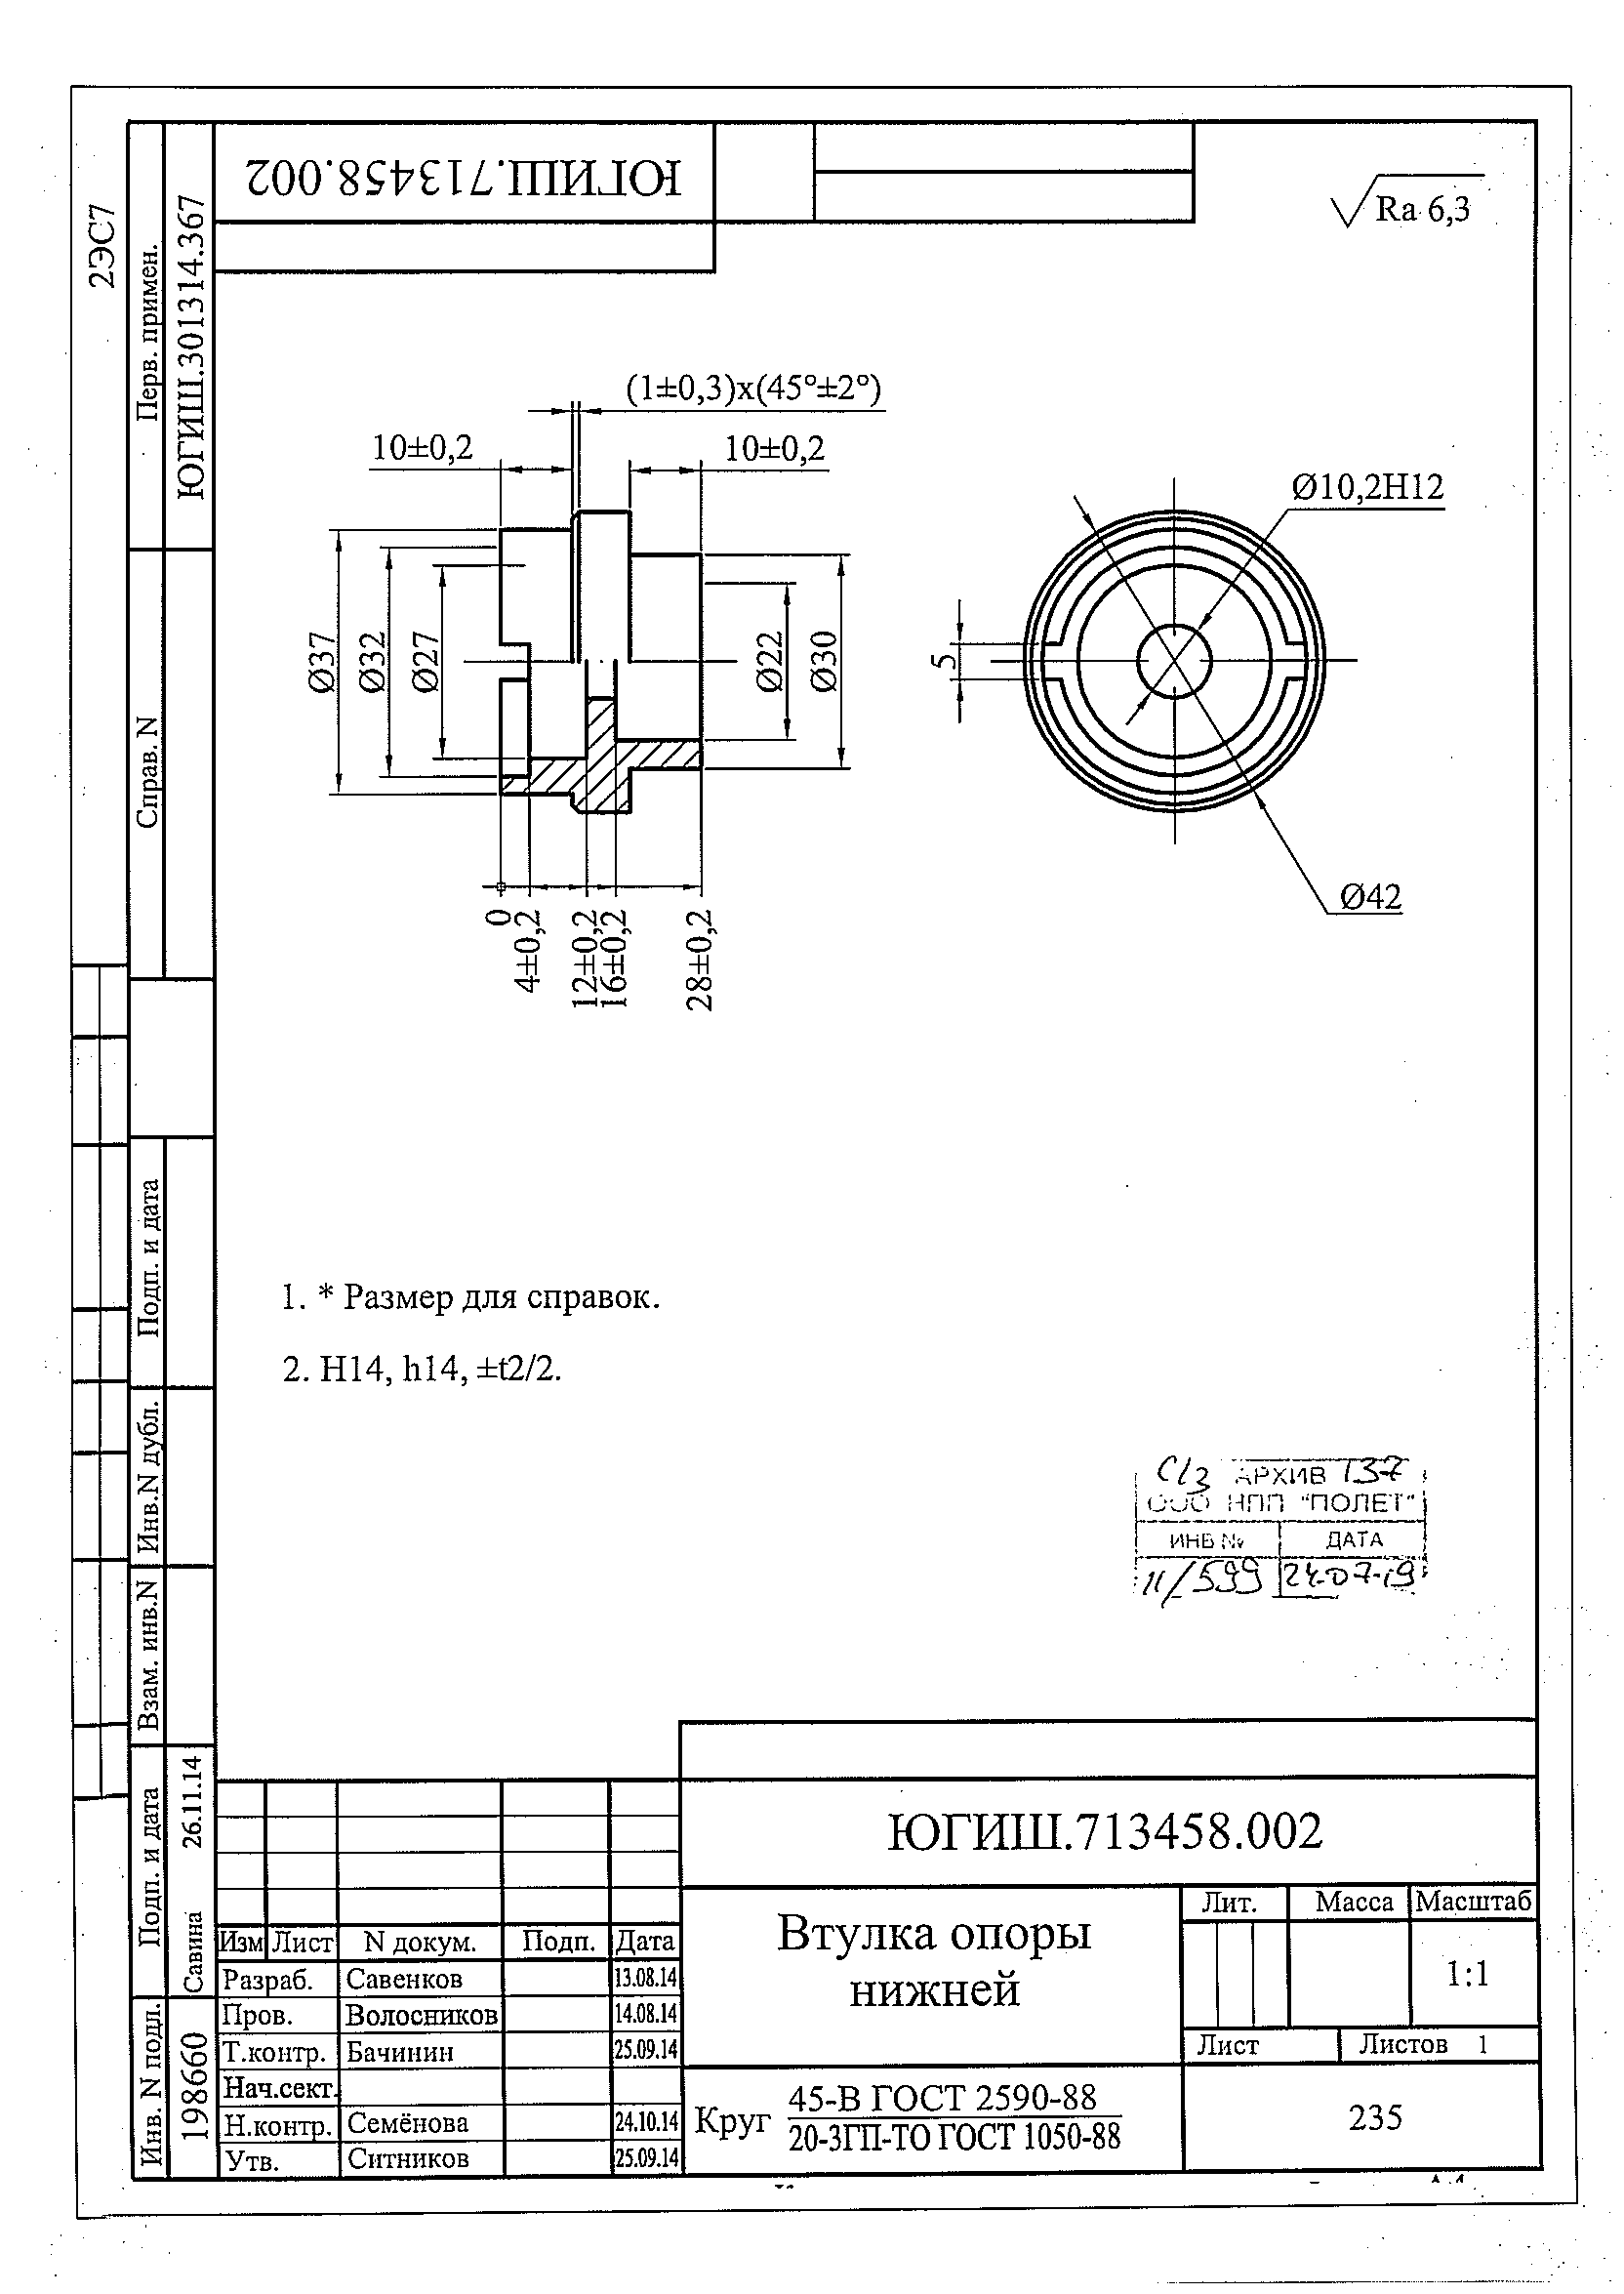 2ЭС7
Перв. примен.
ЮГИШ.301314.367
Справ. N
Подп. и дата
Инв.N дубл.
Взам. инв.N
Подп. и дата
Савина 26.11.14
Инв. N подл.
198660
ЮГИШ.713458.002
Ra 6,3
(1±0,3)x(45°±2°)
10±0,2
10±0,2
Ø37
Ø32
Ø27
Ø22
Ø30
0
4±0,2
12±0,2
16±0,2
28±0,2
Ø10,2H12
5
Ø42
1. * Размер для справок.
2. H14, h14, ±t2/2.
АРХИВ 137
ООО НПП "ПОЛЕТ"
ИНВ № ДАТА
11/599 24-07-19
ЮГИШ.713458.002
Втулка опоры
нижней
Лит. Масса Масштаб
1:1
Лист Листов 1
Изм Лист N докум. Подп. Дата
Разраб. Савенков 13.08.14
Пров. Волосников 14.08.14
Т.контр. Бачинин 25.09.14
Нач.сект.
Н.контр. Семёнова 24.10.14
Утв. Ситников 25.09.14
Круг 45-В ГОСТ 2590-88
20-3ГП-ТО ГОСТ 1050-88
235